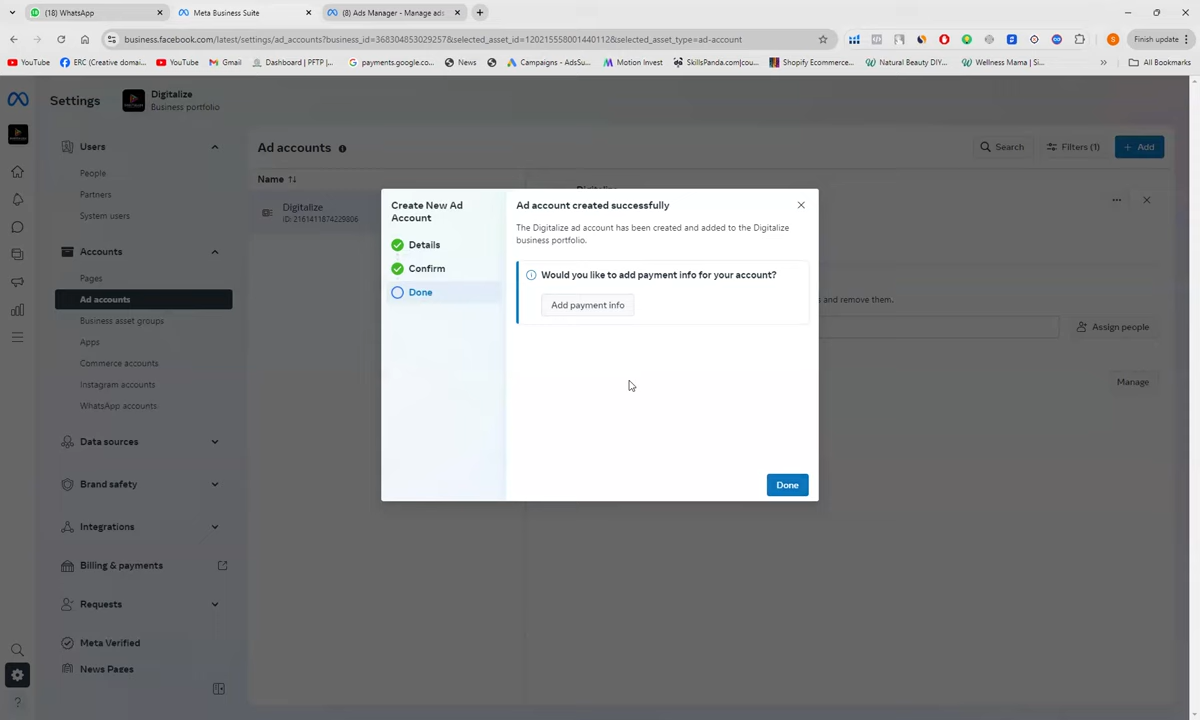 (18) WhatsApp
Meta Business Suite
(8) Ads Manager - Manage ads
business.facebook.com/latest/settings/ad_accounts?business_id=368304853029257&selected_asset_id=120215558001440112&selected_asset_type=ad-account
Finish update
YouTube
ERC (Creative domai...
YouTube
Gmail
Dashboard | PFTP |...
payments.google.co...
News
Campaigns - AdsSu...
Motion Invest
SkillsPanda.com|cou...
Shopify Ecommerce...
Natural Beauty DIY...
Wellness Mama | Si...
All Bookmarks
Settings
Digitalize
Business portfolio
Users
People
Partners
System users
Accounts
Pages
Ad accounts
Business asset groups
Apps
Commerce accounts
Instagram accounts
WhatsApp accounts
Data sources
Brand safety
Integrations
Billing & payments
Requests
Meta Verified
News Pages
Ad accounts
Search
Filters (1)
+ Add
Name
Digitalize
ID: 2161411874229806
s and remove them.
Assign people
Manage
Create New Ad
Account
Details
Confirm
Done
Ad account created successfully
The Digitalize ad account has been created and added to the Digitalize
business portfolio.
Would you like to add payment info for your account?
Add payment info
Done